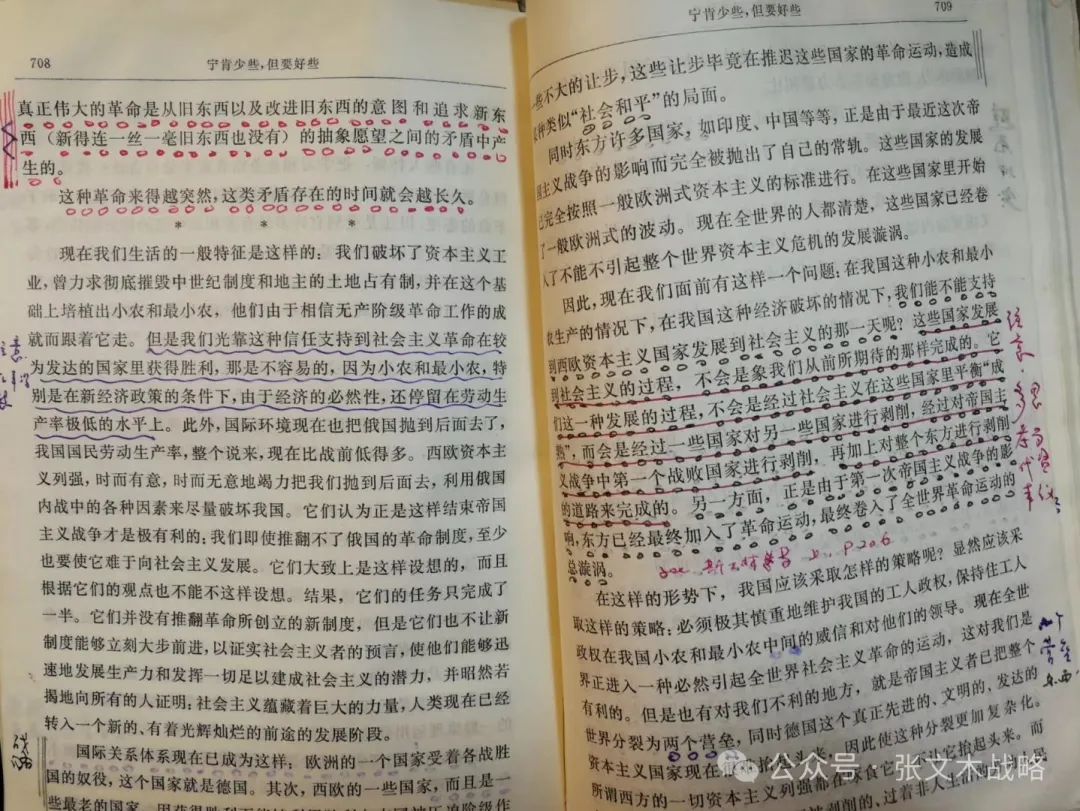 708
宁肯少些,但要好些
真正伟大的革命是从旧东西以及改进旧东西的意图和追求新东
西（新得连一丝一毫旧东西也没有）的抽象愿望之间的矛盾中产
生的。
这种革命来得越突然，这类矛盾存在的时间就会越长久。
* * *
现在我们生活的一般特征是这样的：我们破坏了资本主义工
业，曾力求彻底摧毁中世纪制度和地主的土地占有制，并在这个基
础上培植出小农和最小农，他们由于相信无产阶级革命工作的成
就而跟着它走。但是我们光靠这种信任支持到社会主义革命在较
为发达的国家里获得胜利，那是不容易的，因为小农和最小农，特
别是在新经济政策的条件下，由于经济的必然性，还停留在劳动生
产率极低的水平上。此外，国际环境现在也把俄国抛到后面去了，
我国国民劳动生产率，整个说来，现在比战前低得多。西欧资本主
义列强，时而有意，时而无意地竭力把我们抛到后面去，利用俄国
内战中的各种因素来尽量破坏我国。它们认为正是这样结束帝国
主义战争才是极有利的：我们即使推翻不了俄国的革命制度，至少
也要使它难于向社会主义发展。它们大致上是这样设想的，而且
根据它们的观点也不能不这样设想。结果，它们的任务只完成了
一半。它们并没有推翻革命所创立的新制度，但是它们也不让新
制度能够立刻大步前进，以证实社会主义者的预言，使他们能够迅
速地发展生产力和发挥一切足以建成社会主义的潜力，并昭然若
揭地向所有的人证明：社会主义蕴藏着巨大的力量，人类现在已经
转入一个新的、有着光辉灿烂的前途的发展阶段。
国际关系体系现在已成为这样：欧洲的一个国家受着各战胜
国的奴役，这个国家就是德国。其次，西欧的一些国家，而且是一
些最老的国家，因获得胜利
宁肯少些,但要好些
709
些不大的让步，这些让步毕竟在推迟这些国家的革命运动，造成
种类似“社会和平”的局面。
同时东方许多国家，如印度、中国等等，正是由于最近这次帝
国主义战争的影响而完全被抛出了自己的常轨。这些国家的发展
已完全按照一般欧洲式资本主义的标准进行。在这些国家里开始
了一般欧洲式的波动。现在全世界的人都清楚，这些国家已经卷
入了不能不引起整个世界资本主义危机的发展漩涡。
因此，现在我们面前有这样一个问题：在我国这种小农和最小
农生产的情况下，在我国这种经济破坏的情况下，我们能不能支持
到西欧资本主义国家发展到社会主义的那一天呢？这些国家发展
到社会主义的过程，不会是象我们从前所期待的那样完成的。它
们这一种发展的过程，不会是经过社会主义在这些国家里平衡“成
熟”，而会是经过一些国家对另一些国家进行剥削，经过对帝国主
义战争中第一个战败国家进行剥削，再加上对整个东方进行剥削
的道路来完成的。另一方面，正是由于第一次帝国主义战争的影
响，东方已经最终加入了革命运动，最终卷入了全世界革命运动的
总漩涡。
上，P206
在这样的形势下，我国应该采取怎样的策略呢？显然应该采
取这样的策略：必须极其慎重地维护我国的工人政权，保持住工人
政权在我国小农和最小农中间的威信和对他们的领导。现在全世
界正进入一种必然引起全世界社会主义革命的运动，这对我们是
有利的。但是也有对我们不利的地方，就是帝国主义者已把整个
世界分裂为两个营垒，同时德国这个真正先进的、文明的、发达的
资本主义国家现在
因此使这种分裂更加复杂化。
所谓西方的一切资本主义列强都在
不让它抬起头来。而
公众号·张文木战略